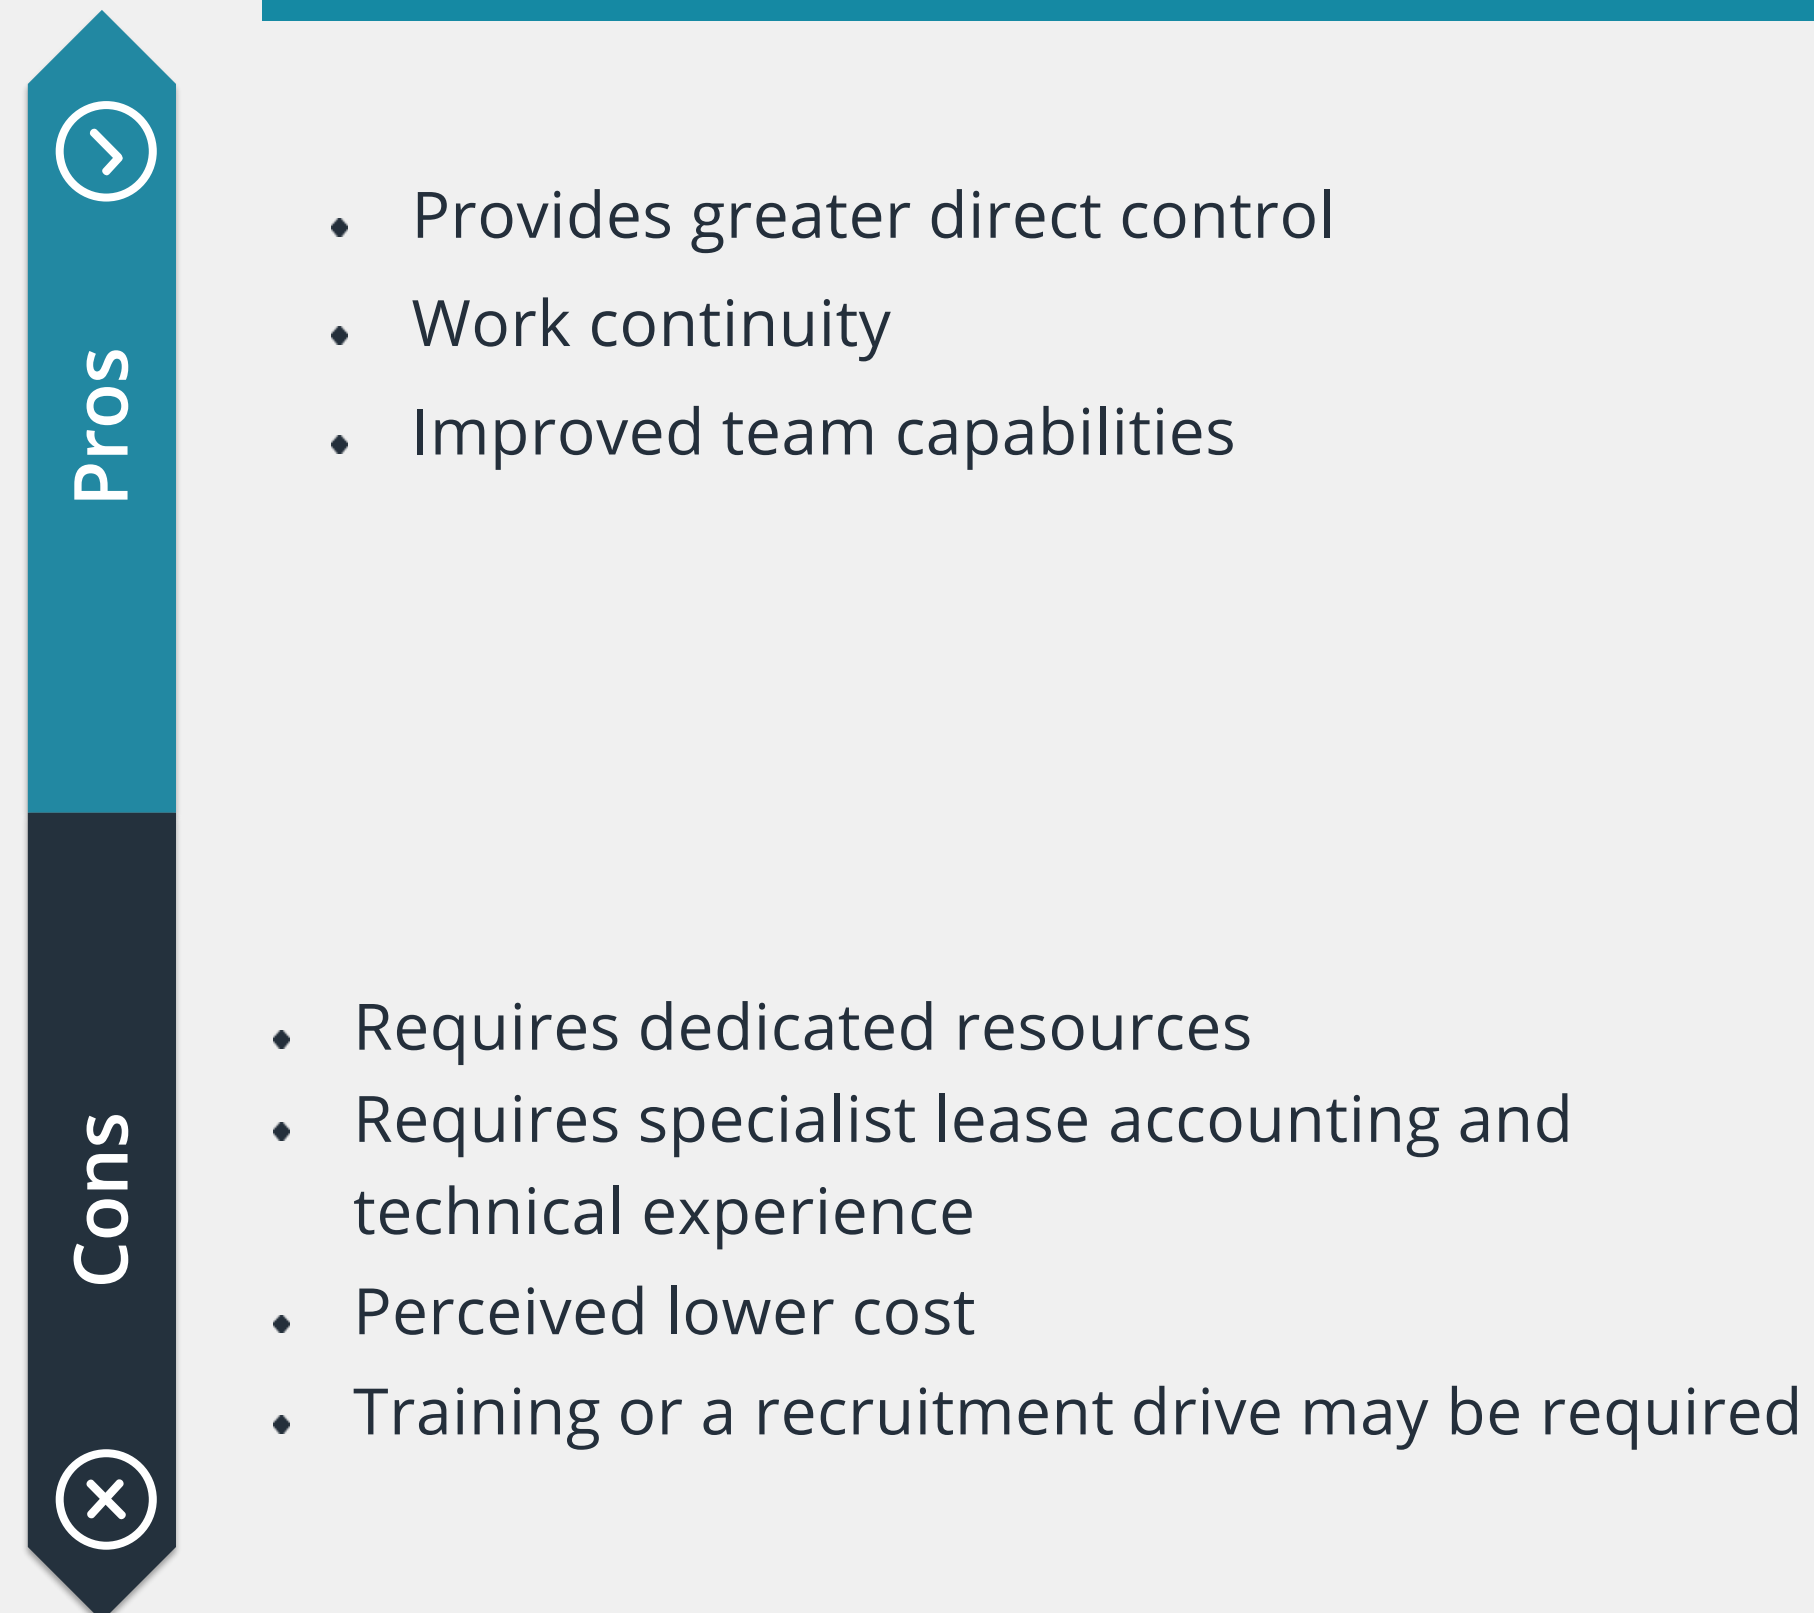 Pros
Provides greater direct control
Work continuity
Improved team capabilities
Cons
Requires dedicated resources
Requires specialist lease accounting and
technical experience
Perceived lower cost
Training or a recruitment drive may be required